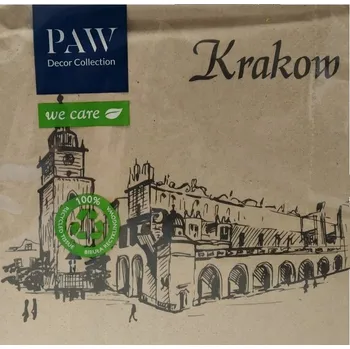 PAW
Decor Collection
Krakow
we care
100%